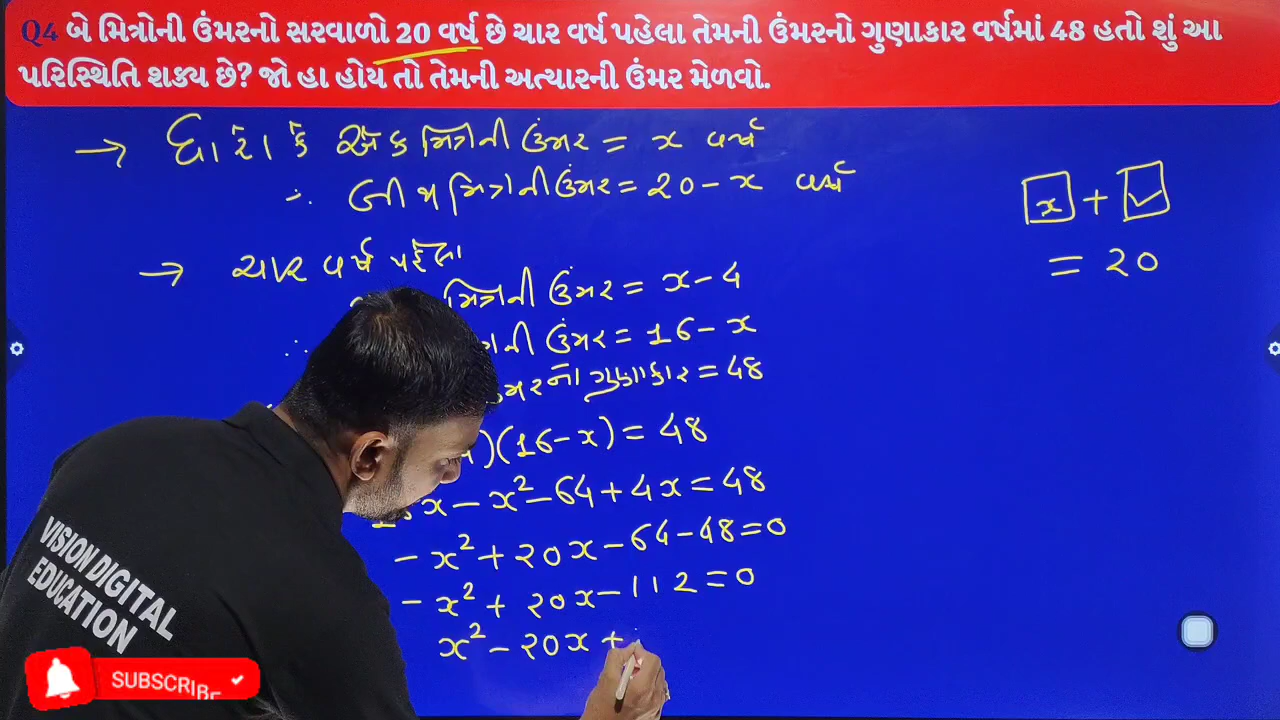 Q4 બે મિત્રોની ઉંમરનો સરવાળો 20 વર્ષ છે ચાર વર્ષ પહેલા તેમની ઉંમરનો ગુણાકાર વર્ષમાં 48 હતો શું આ
પરિસ્થિતિ શક્ય છે? જો હા હોય તો તેમની અત્યારની ઉંમર મેળવો.
→ ધારો કે એક મિત્રની ઉંમર = x વર્ષ
∴ બીજા મિત્રની ઉંમર = 20 - x વર્ષ
x + ✓
= 20
→ ચાર વર્ષ પહેલા
મિત્રની ઉંમર = x - 4
∴ ની ઉંમર = 16 - x
ઉંમરનો ગુણાકાર = 48
)(16 - x) = 48
x - x² - 64 + 4x = 48
- x² + 20x - 64 - 48 = 0
- x² + 20x - 112 = 0
x² - 20x +
VISION DIGITAL
EDUCATION
SUBSCRIBE